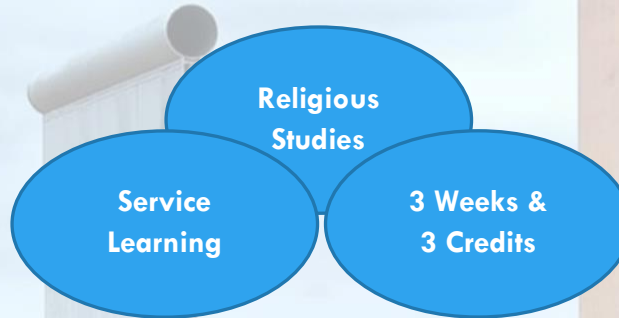 Religious
Studies
Service
Learning
3 Weeks &
3 Credits